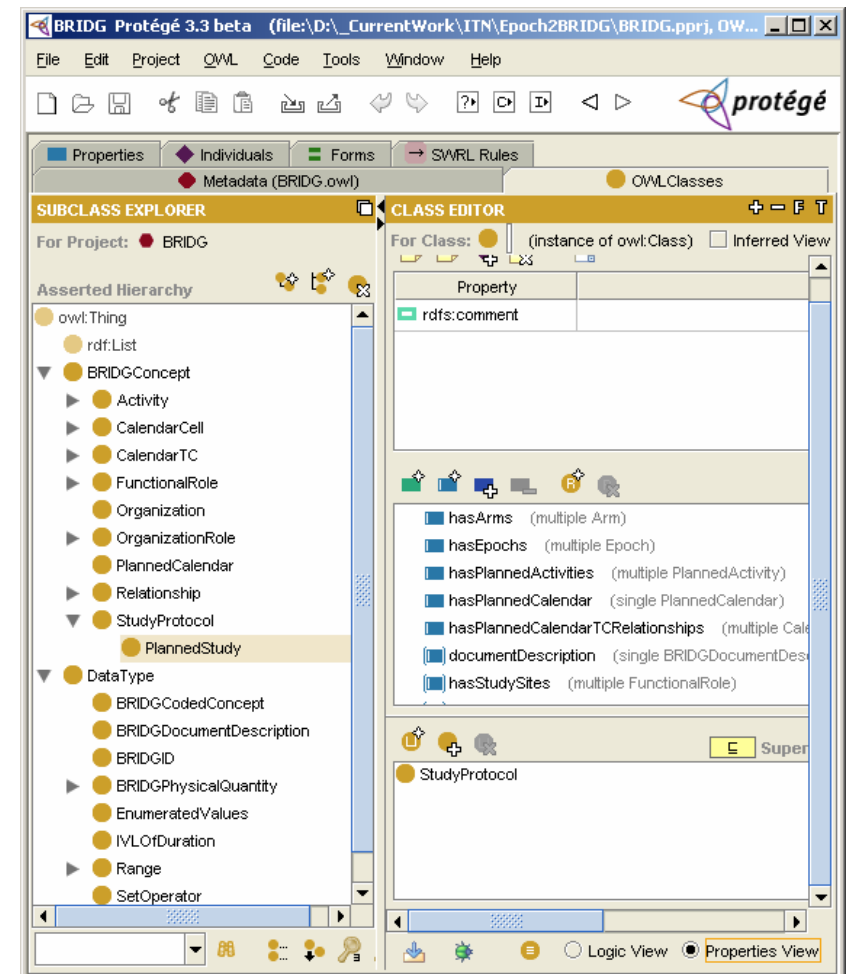 BRIDG Protégé 3.3 beta (file:\D:\_CurrentWork\ITN\Epoch2BRIDG\BRIDG.pprj, OW...
File Edit Project OWL Code Tools Window Help
protégé
Properties Individuals Forms SWRL Rules
Metadata (BRIDG.owl) OWLClasses
SUBCLASS EXPLORER
For Project: BRIDG
Asserted Hierarchy
owl:Thing
rdf:List
BRIDGConcept
Activity
CalendarCell
CalendarTC
FunctionalRole
Organization
OrganizationRole
PlannedCalendar
Relationship
StudyProtocol
PlannedStudy
DataType
BRIDGCodedConcept
BRIDGDocumentDescription
BRIDGID
BRIDGPhysicalQuantity
EnumeratedValues
IVLOfDuration
Range
SetOperator
CLASS EDITOR F T
For Class: (instance of owl:Class) Inferred View
Property
rdfs:comment
R
hasArms (multiple Arm)
hasEpochs (multiple Epoch)
hasPlannedActivities (multiple PlannedActivity)
hasPlannedCalendar (single PlannedCalendar)
hasPlannedCalendarTCRelationships (multiple Cale
documentDescription (single BRIDGDocumentDes
hasStudySites (multiple FunctionalRole)
⊑ Super
StudyProtocol
Logic View Properties View